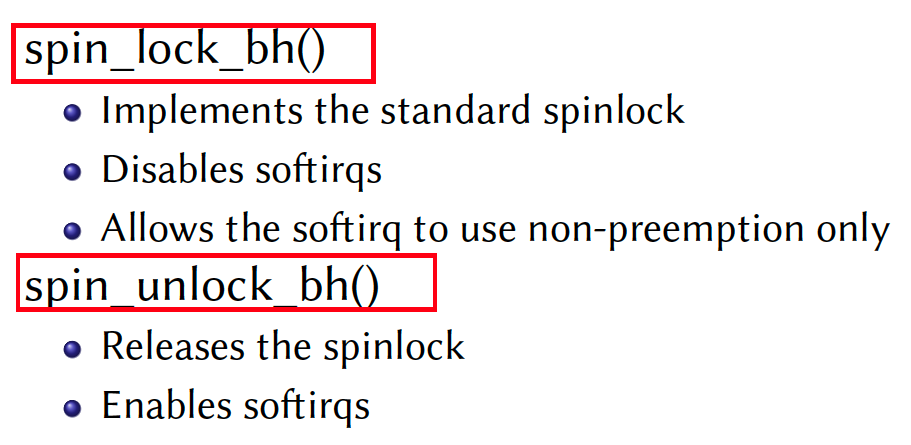 spin_lock_bh()
Implements the standard spinlock
Disables softirqs
Allows the softirq to use non-preemption only
spin_unlock_bh()
Releases the spinlock
Enables softirqs